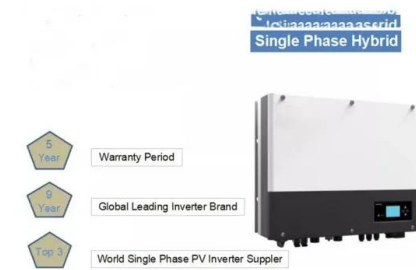 Single Phase Hybrid
5
Year
Warranty Period
9
Year
Global Leading Inverter Brand
Top 3
World Single Phase PV Inverter Suppler